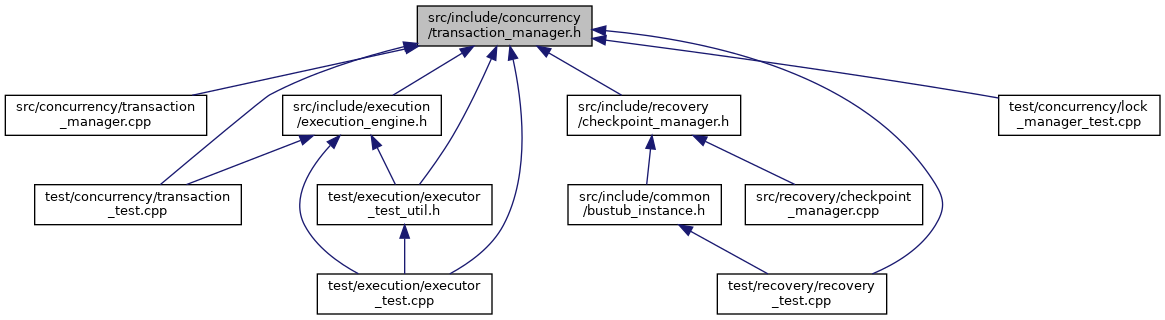 src/include/concurrency
/transaction_manager.h
src/concurrency/transaction
_manager.cpp
src/include/execution
/execution_engine.h
src/include/recovery
/checkpoint_manager.h
test/concurrency/lock
_manager_test.cpp
test/concurrency/transaction
_test.cpp
test/execution/executor
_test_util.h
src/include/common
/bustub_instance.h
src/recovery/checkpoint
_manager.cpp
test/execution/executor
_test.cpp
test/recovery/recovery
_test.cpp